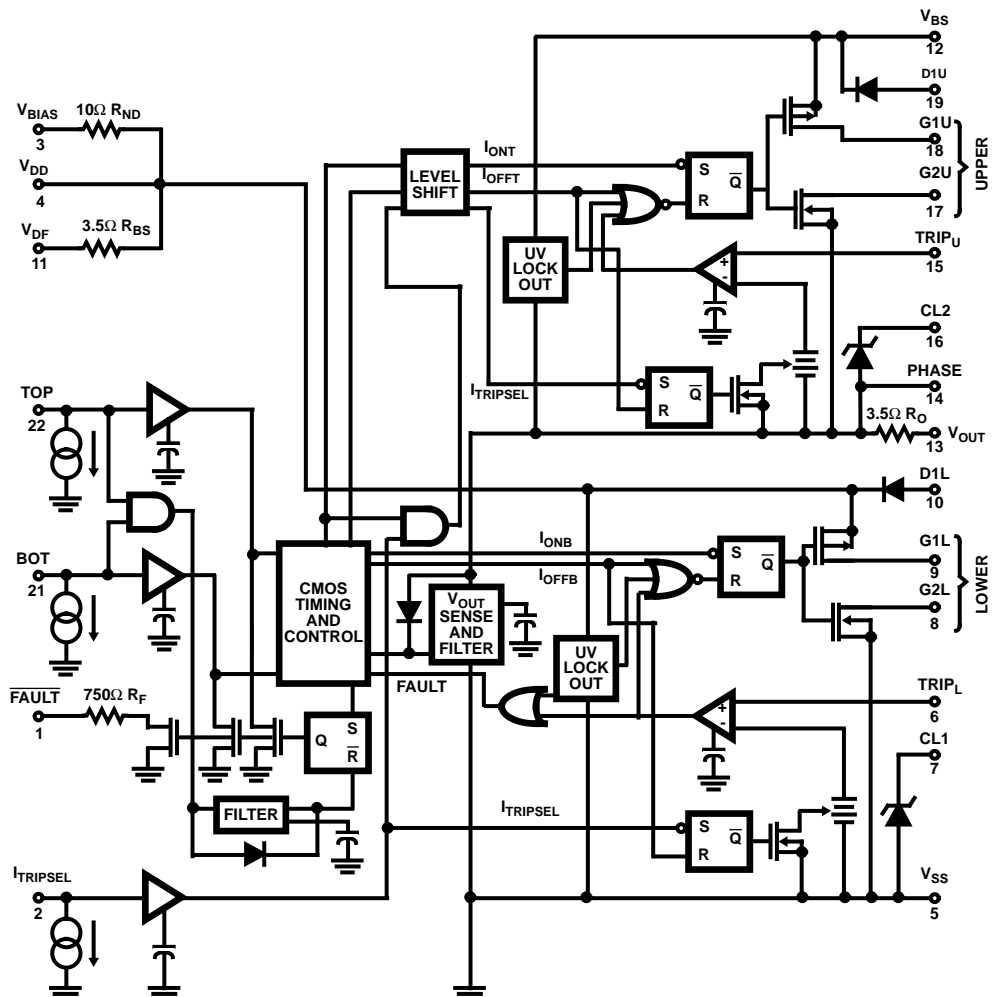 V_BS
12
D1U
19
G1U
18
G2U
17
UPPER
TRIP_U
15
CL2
16
PHASE
14
3.5Ω R_O
V_OUT
13
V_BIAS
3
10Ω R_ND
V_DD
4
V_DF
11
3.5Ω R_BS
LEVEL
SHIFT
I_ONT
I_OFFT
S
R
Q̅
UV
LOCK
OUT
+
-
I_TRIPSEL
S
R
Q̅
TOP
22
BOT
21
F̅A̅U̅L̅T̅
1
750Ω R_F
CMOS
TIMING
AND
CONTROL
Q
S
R̅
FILTER
I_TRIPSEL
2
I_ONB
I_OFFB
V_OUT
SENSE
AND
FILTER
FAULT
S
R
Q̅
UV
LOCK
OUT
+
-
I_TRIPSEL
S
R
Q̅
D1L
10
G1L
9
G2L
8
LOWER
TRIP_L
6
CL1
7
V_SS
5